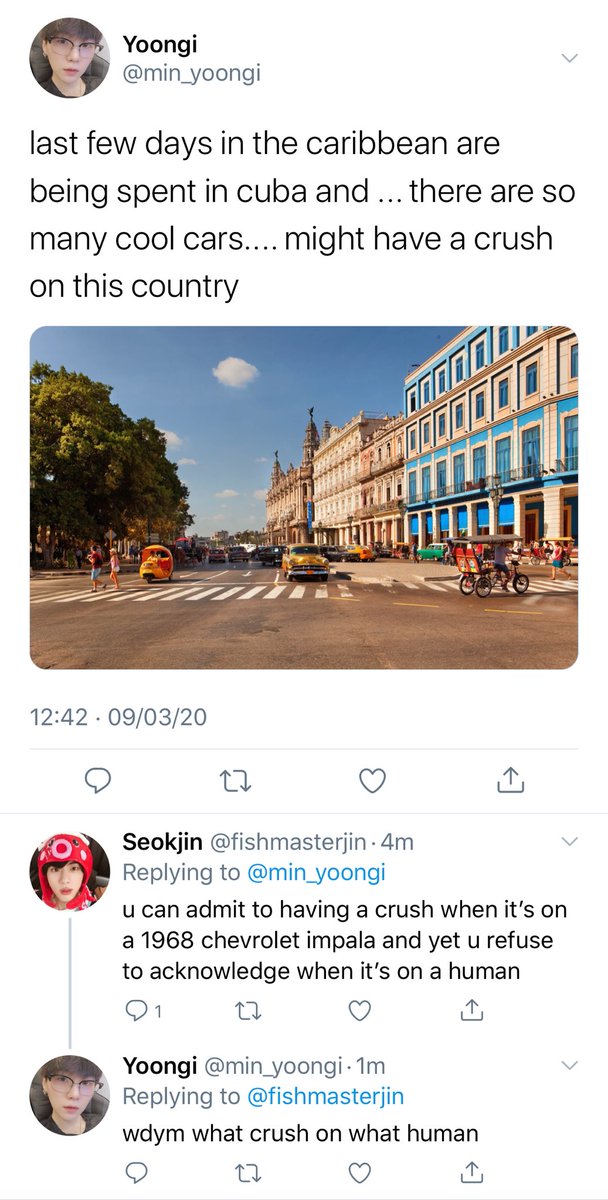 Yoongi
@min_yoongi
last few days in the caribbean are
being spent in cuba and ... there are so
many cool cars.... might have a crush
on this country
12:42 · 09/03/20
Seokjin @fishmasterjin · 4m
Replying to @min_yoongi
u can admit to having a crush when it’s on
a 1968 chevrolet impala and yet u refuse
to acknowledge when it’s on a human
1
Yoongi @min_yoongi · 1m
Replying to @fishmasterjin
wdym what crush on what human